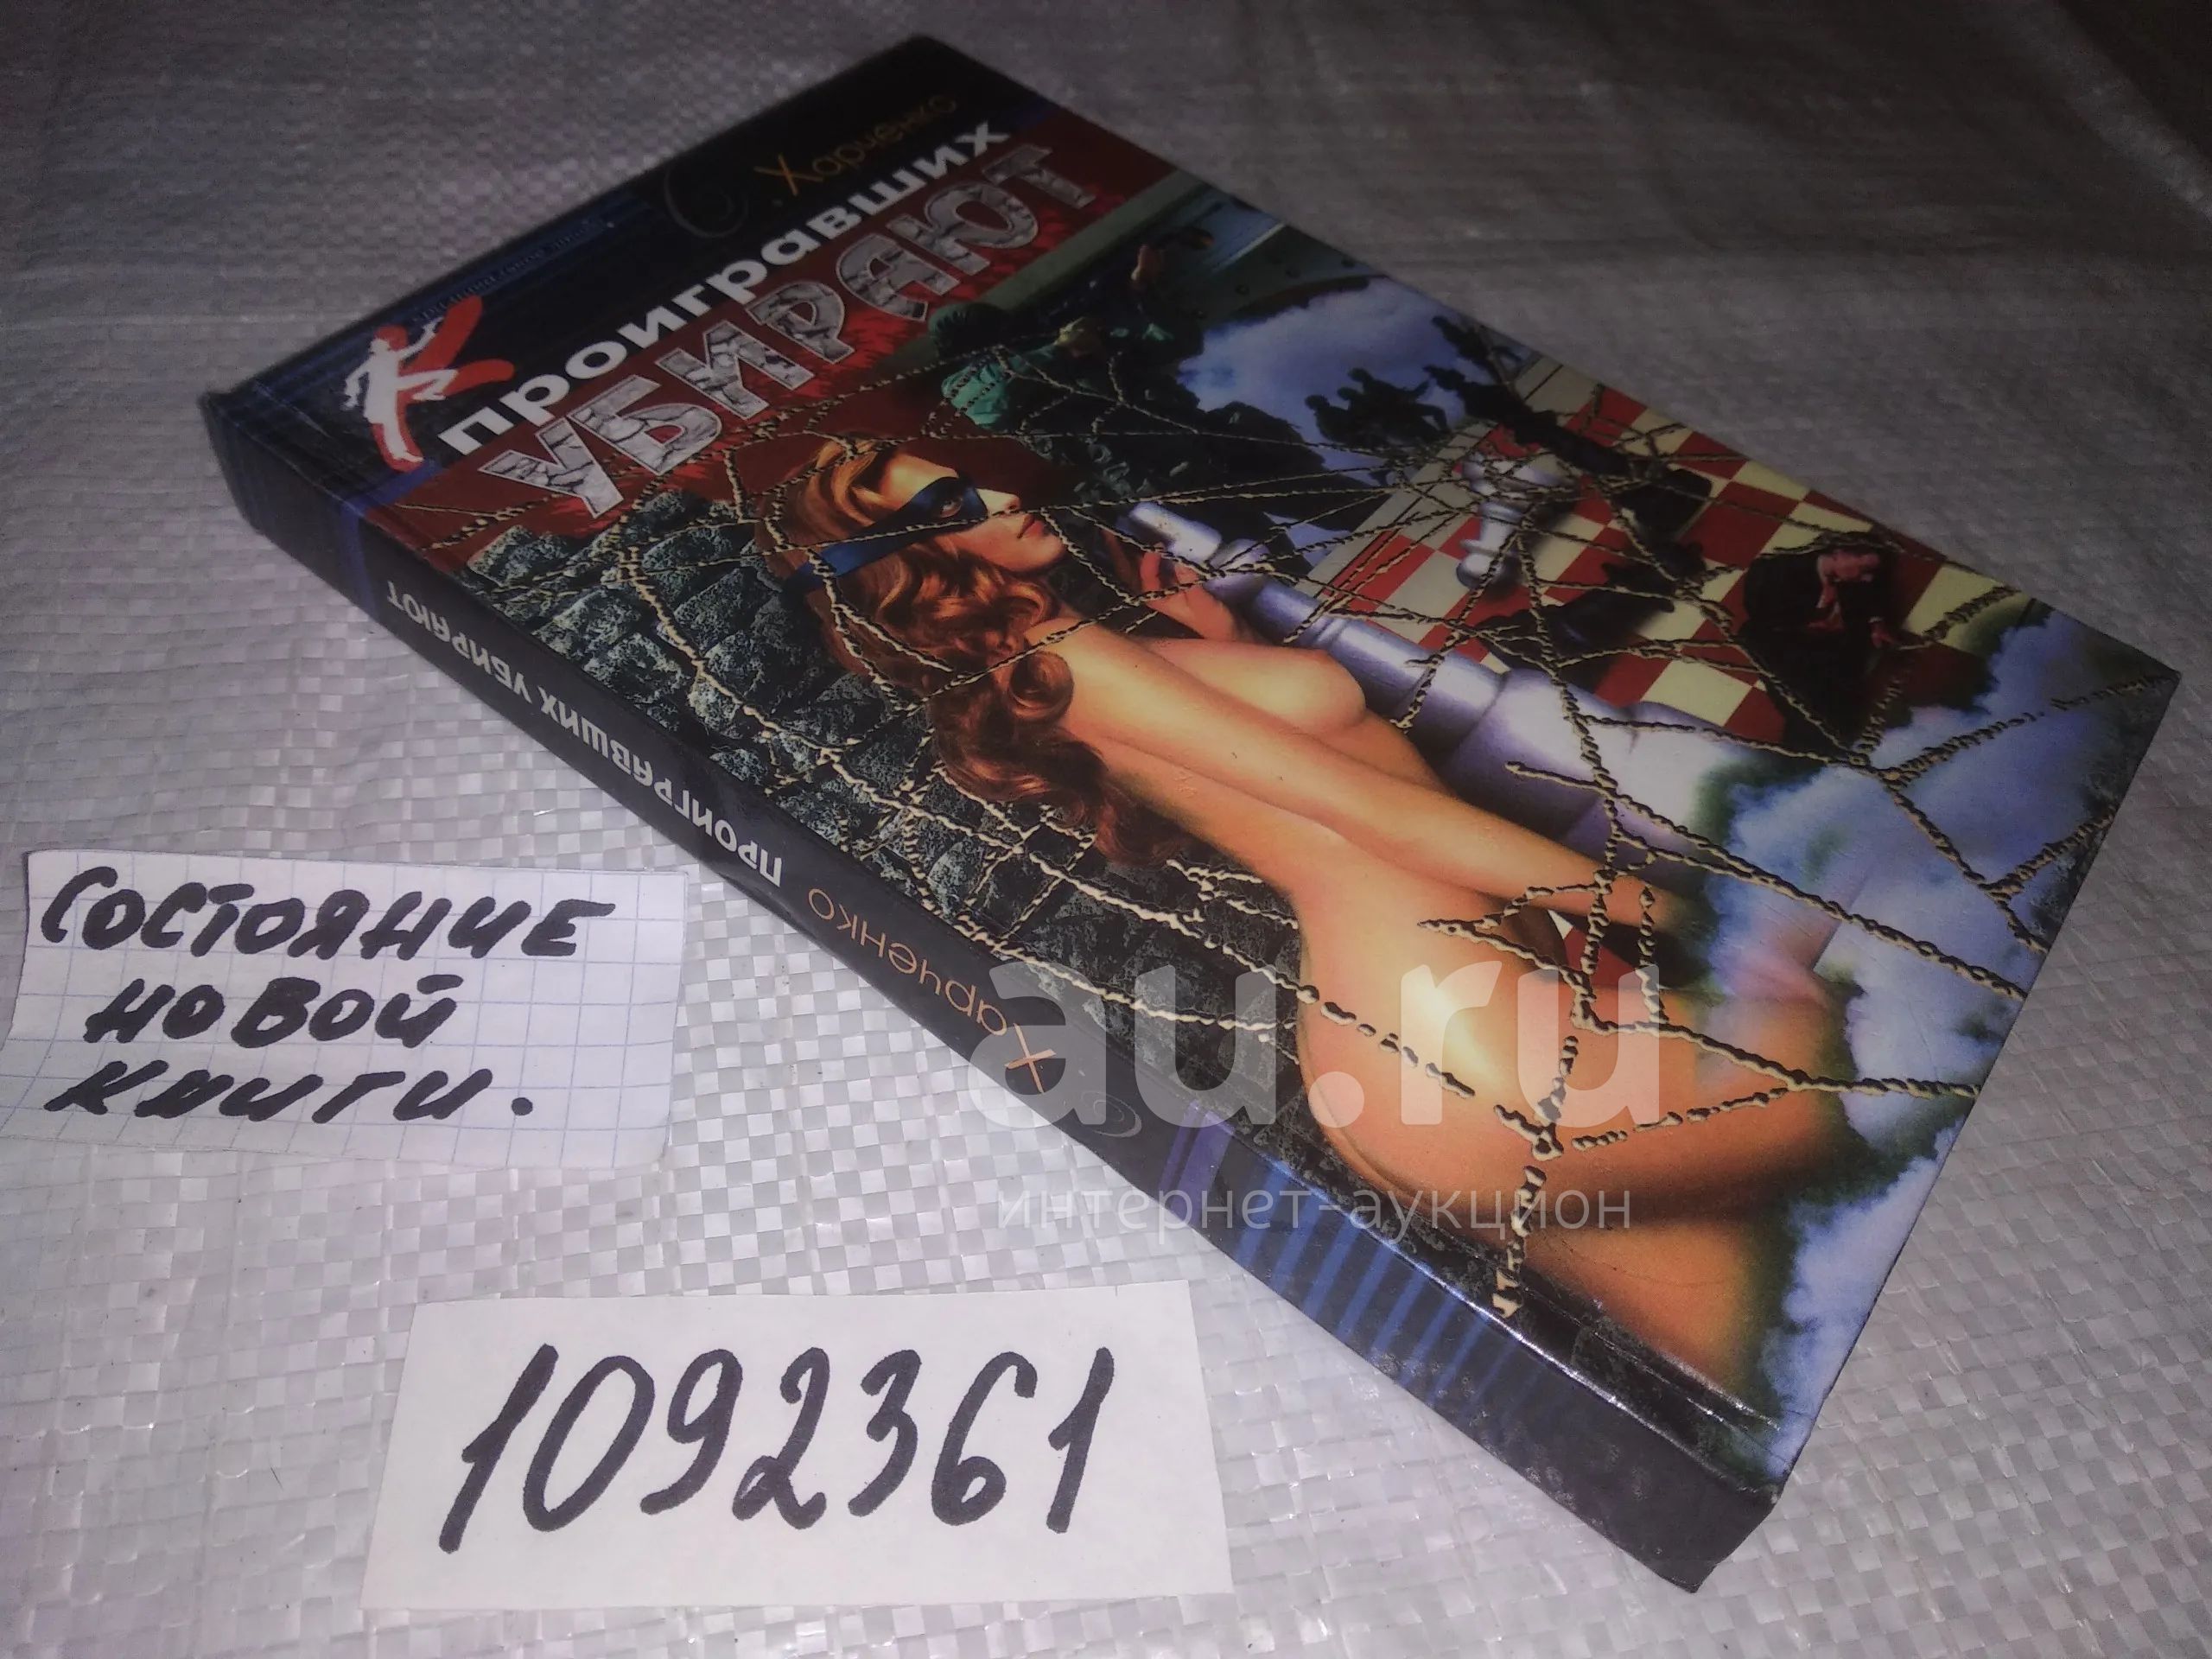 С. Харченко
К
проигравших
УБИРАЮТ
Харченко ПРОИГРАВШИХ УБИРАЮТ
СОСТОЯНИЕ
НОВОЙ
КНИГИ.
1092361
au.ru
интернет-аукцион